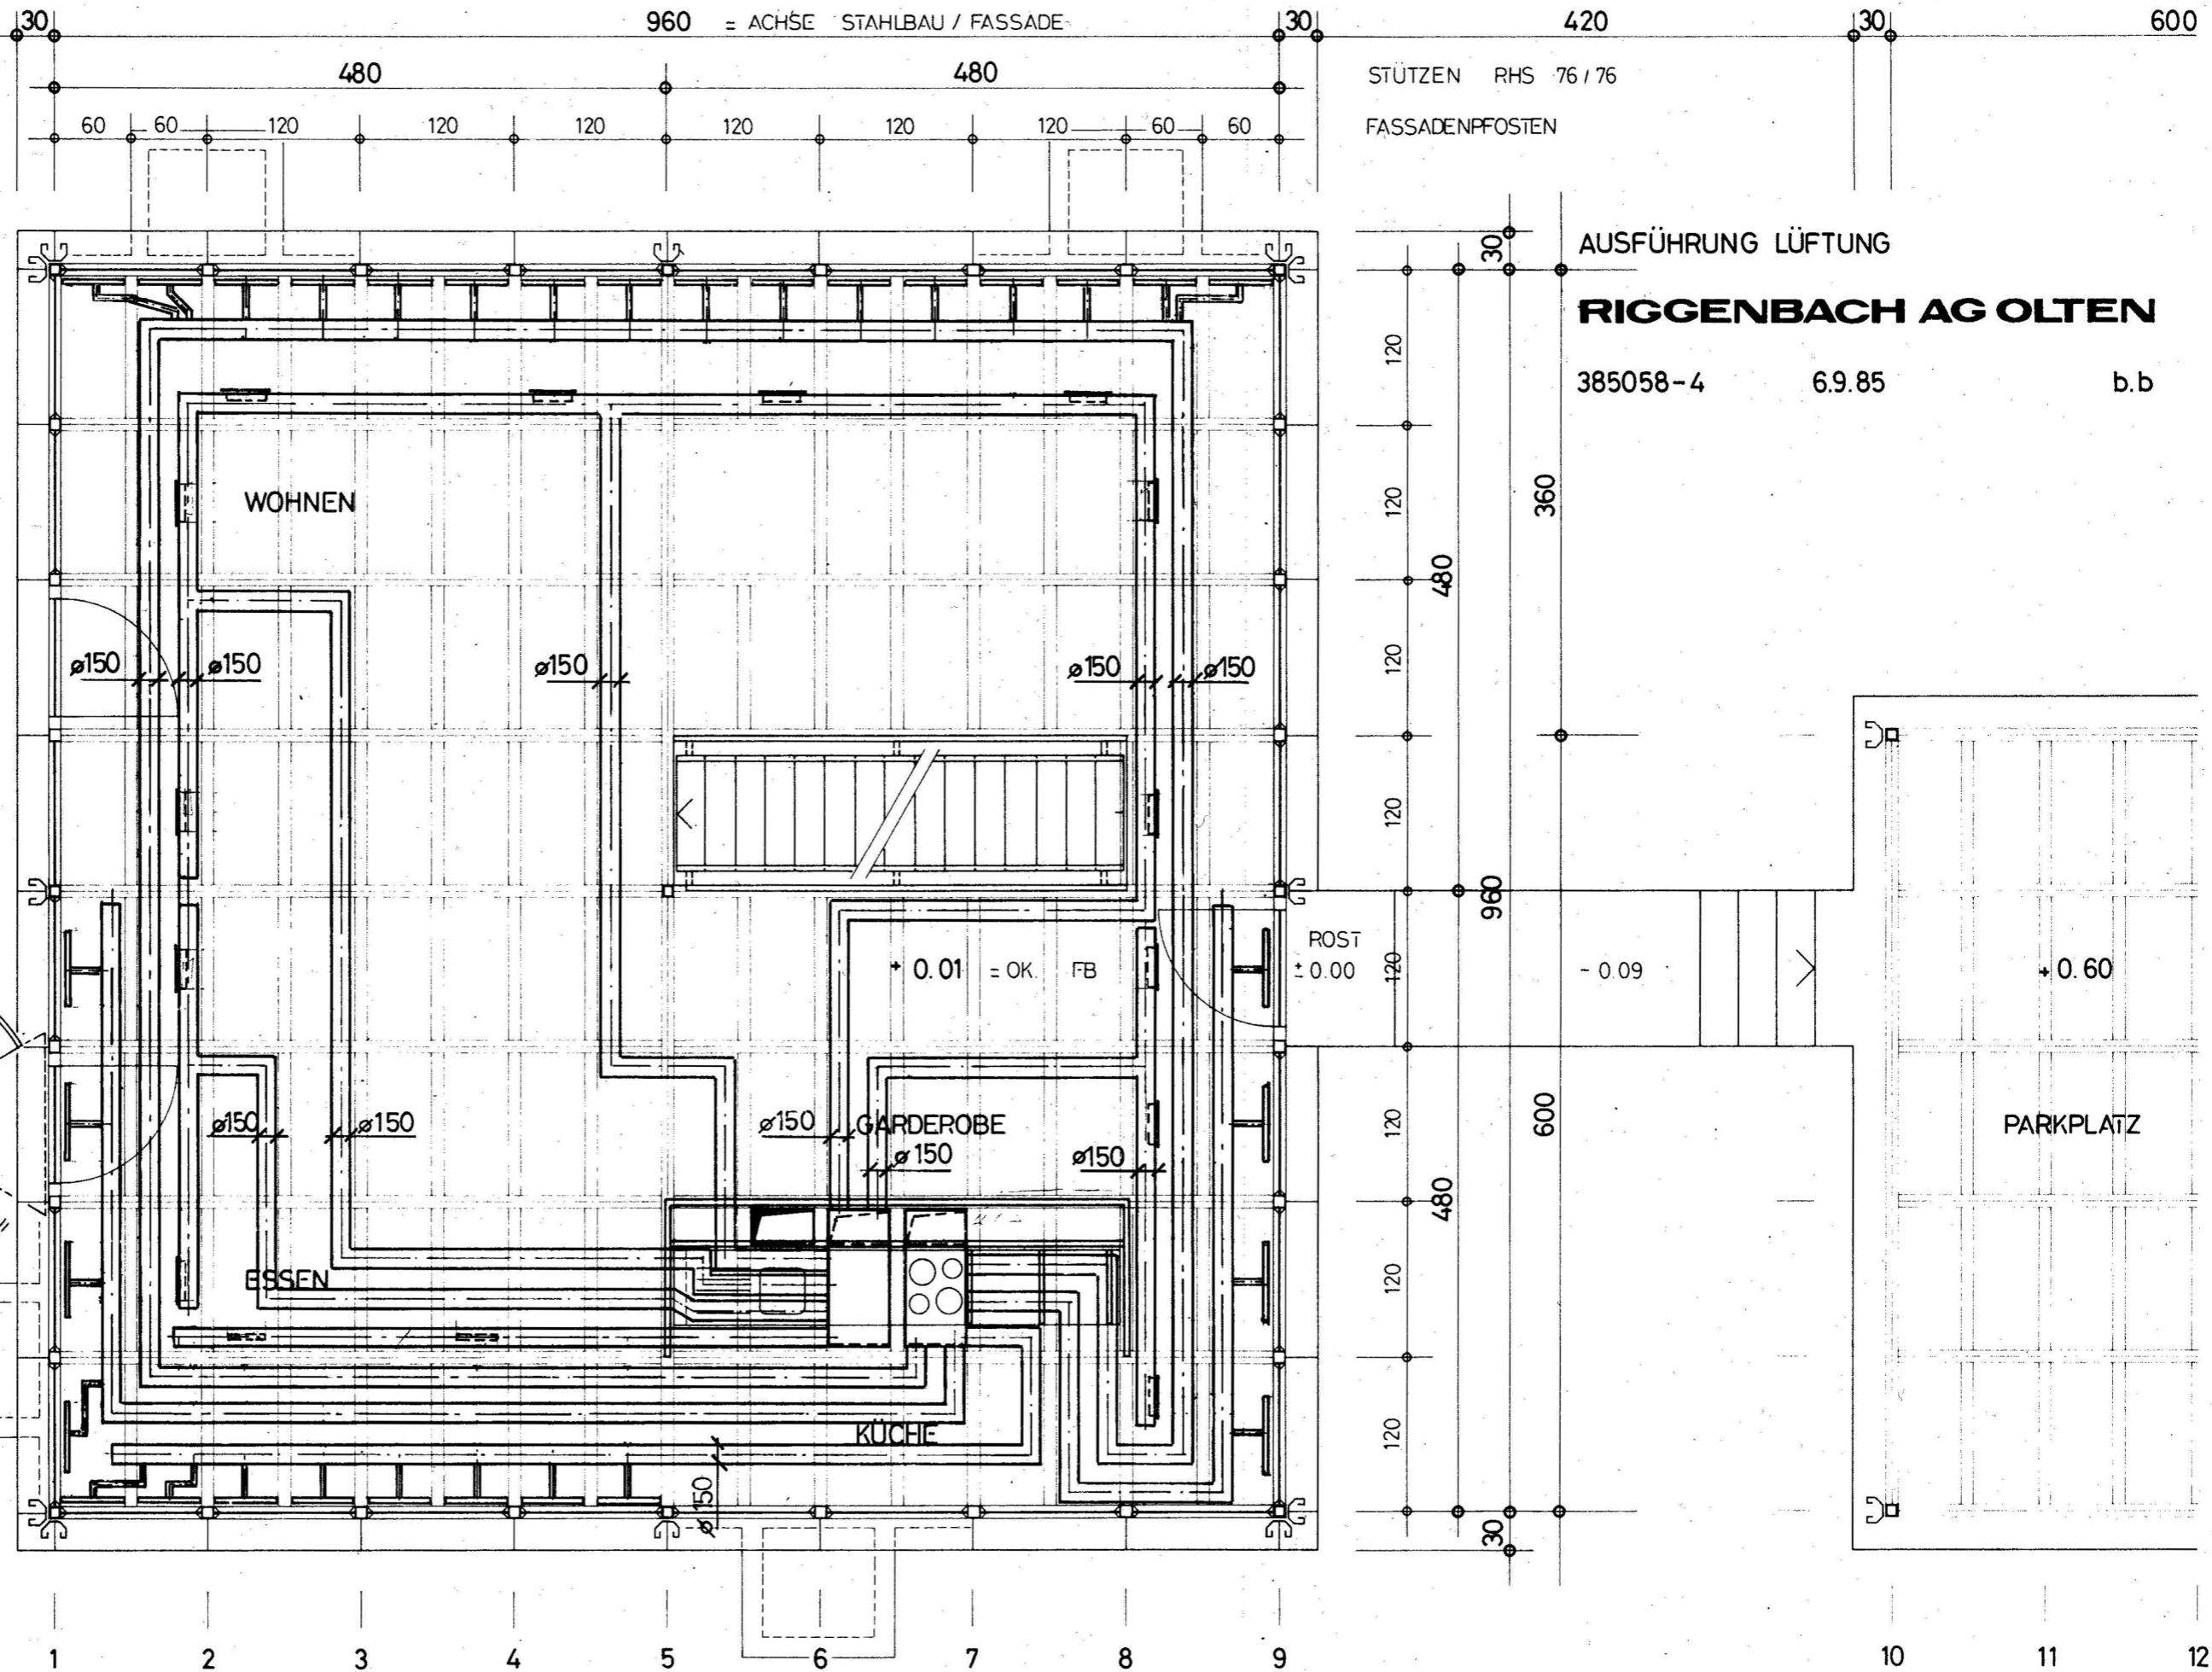 30 960 = ACHSE STAHLBAU / FASSADE 30 420 30 600
480 480
STÜTZEN RHS 76 / 76
60 60 120 120 120 120 120 120 60 60
FASSADENPFOSTEN
30
AUSFÜHRUNG LÜFTUNG
RIGGENBACH AG OLTEN
385058-4 6.9.85 b.b
120
WOHNEN
120
360
480
120
ø150 ø150 ø150 ø150 ø150
120
960
ROST
+ 0.01 = OK. FB
± 0.00
120
- 0.09
+ 0.60
ø150 ø150 ø150 GARDEROBE
120
600
PARKPLATZ
ø150 ø150
480
ESSEN
120
KÜCHE
120
ø150
30
1 2 3 4 5 6 7 8 9 10 11 12